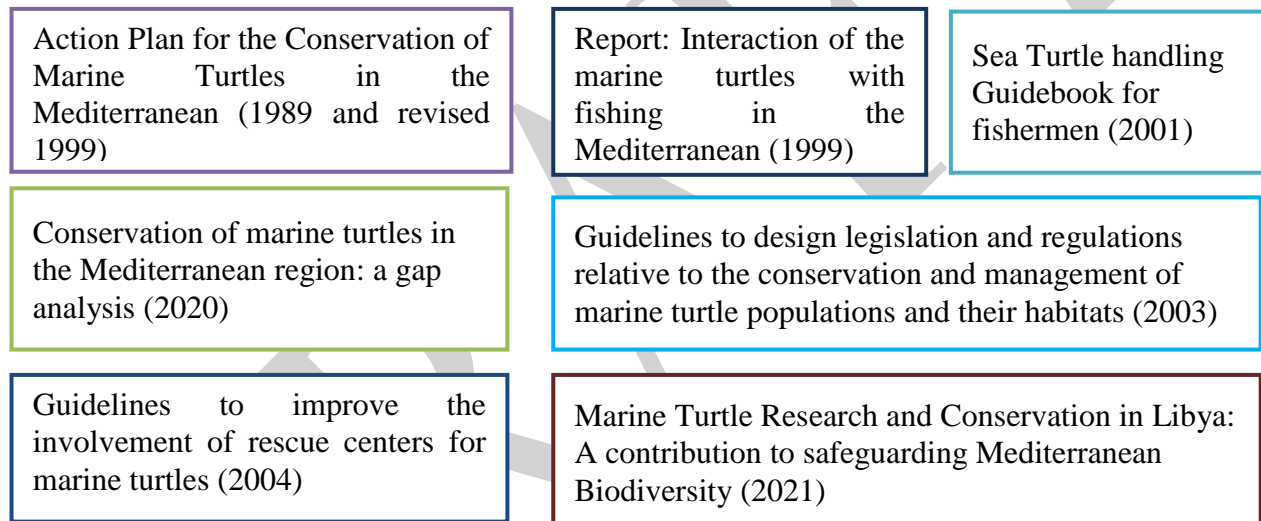 Action Plan for the Conservation of
Marine Turtles in the
Mediterranean (1989 and revised
1999)
Report: Interaction of the
marine turtles with
fishing in the
Mediterranean (1999)
Sea Turtle handling
Guidebook for
fishermen (2001)
Conservation of marine turtles in
the Mediterranean region: a gap
analysis (2020)
Guidelines to design legislation and regulations
relative to the conservation and management of
marine turtle populations and their habitats (2003)
Guidelines to improve the
involvement of rescue centers for
marine turtles (2004)
Marine Turtle Research and Conservation in Libya:
A contribution to safeguarding Mediterranean
Biodiversity (2021)